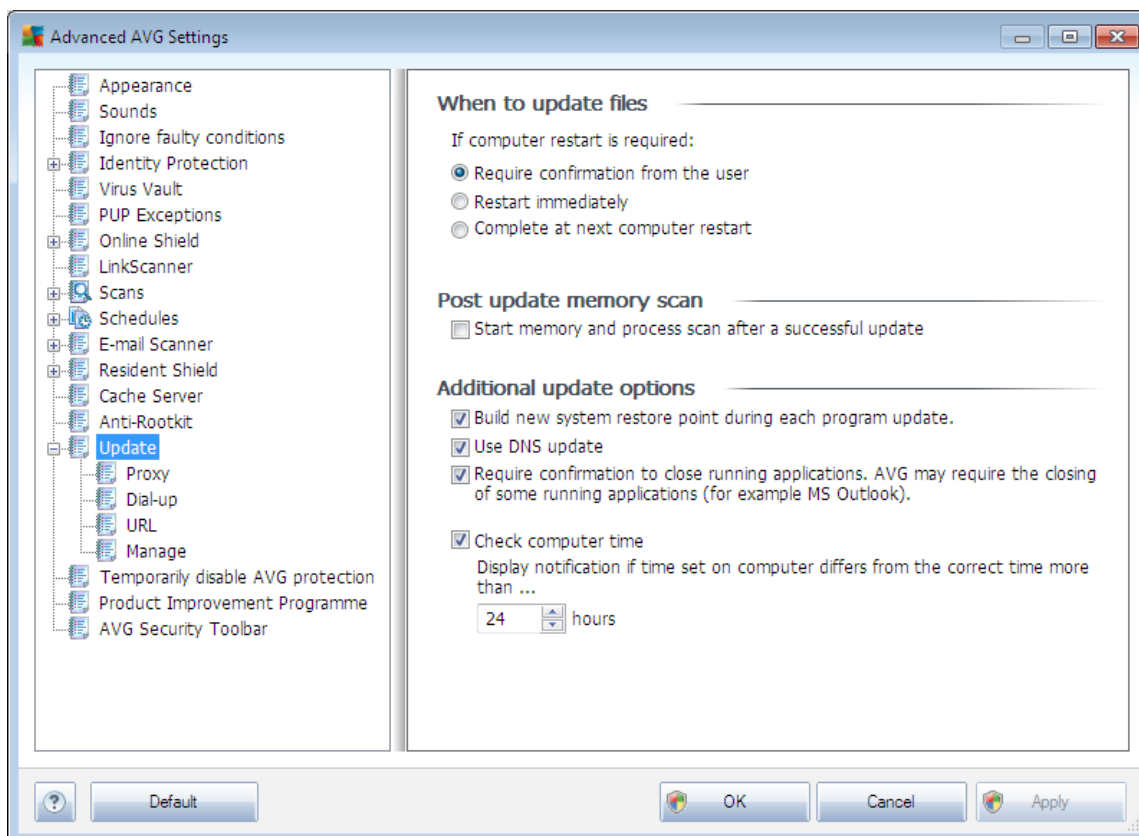 Advanced AVG Settings
Appearance
Sounds
Ignore faulty conditions
Identity Protection
Virus Vault
PUP Exceptions
Online Shield
LinkScanner
Scans
Schedules
E-mail Scanner
Resident Shield
Cache Server
Anti-Rootkit
Update
Proxy
Dial-up
URL
Manage
Temporarily disable AVG protection
Product Improvement Programme
AVG Security Toolbar
When to update files
If computer restart is required:
Require confirmation from the user
Restart immediately
Complete at next computer restart
Post update memory scan
Start memory and process scan after a successful update
Additional update options
Build new system restore point during each program update.
Use DNS update
Require confirmation to close running applications. AVG may require the closing
of some running applications (for example MS Outlook).
Check computer time
Display notification if time set on computer differs from the correct time more
than ...
24 hours
? Default OK Cancel Apply